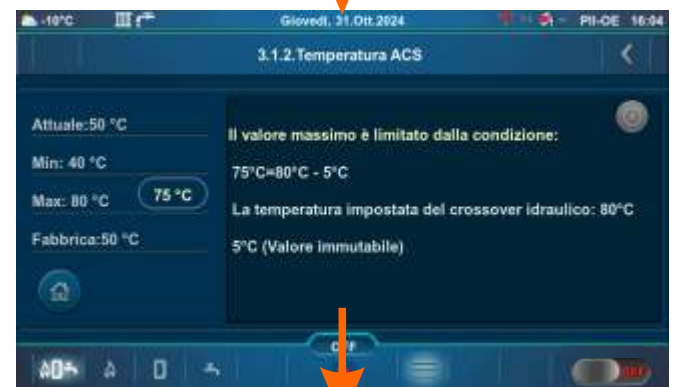 -10°C
Giovedì, 31.Ott.2024
PII-OE 16:04
3.1.2.Temperatura ACS
Attuale:50 °C
Min: 40 °C
Max: 80 °C
75 °C
Fabbrica:50 °C
Il valore massimo è limitato dalla condizione:
75°C=80°C - 5°C
La temperatura impostata del crossover idraulico: 80°C
5°C (Valore immutabile)
OFF